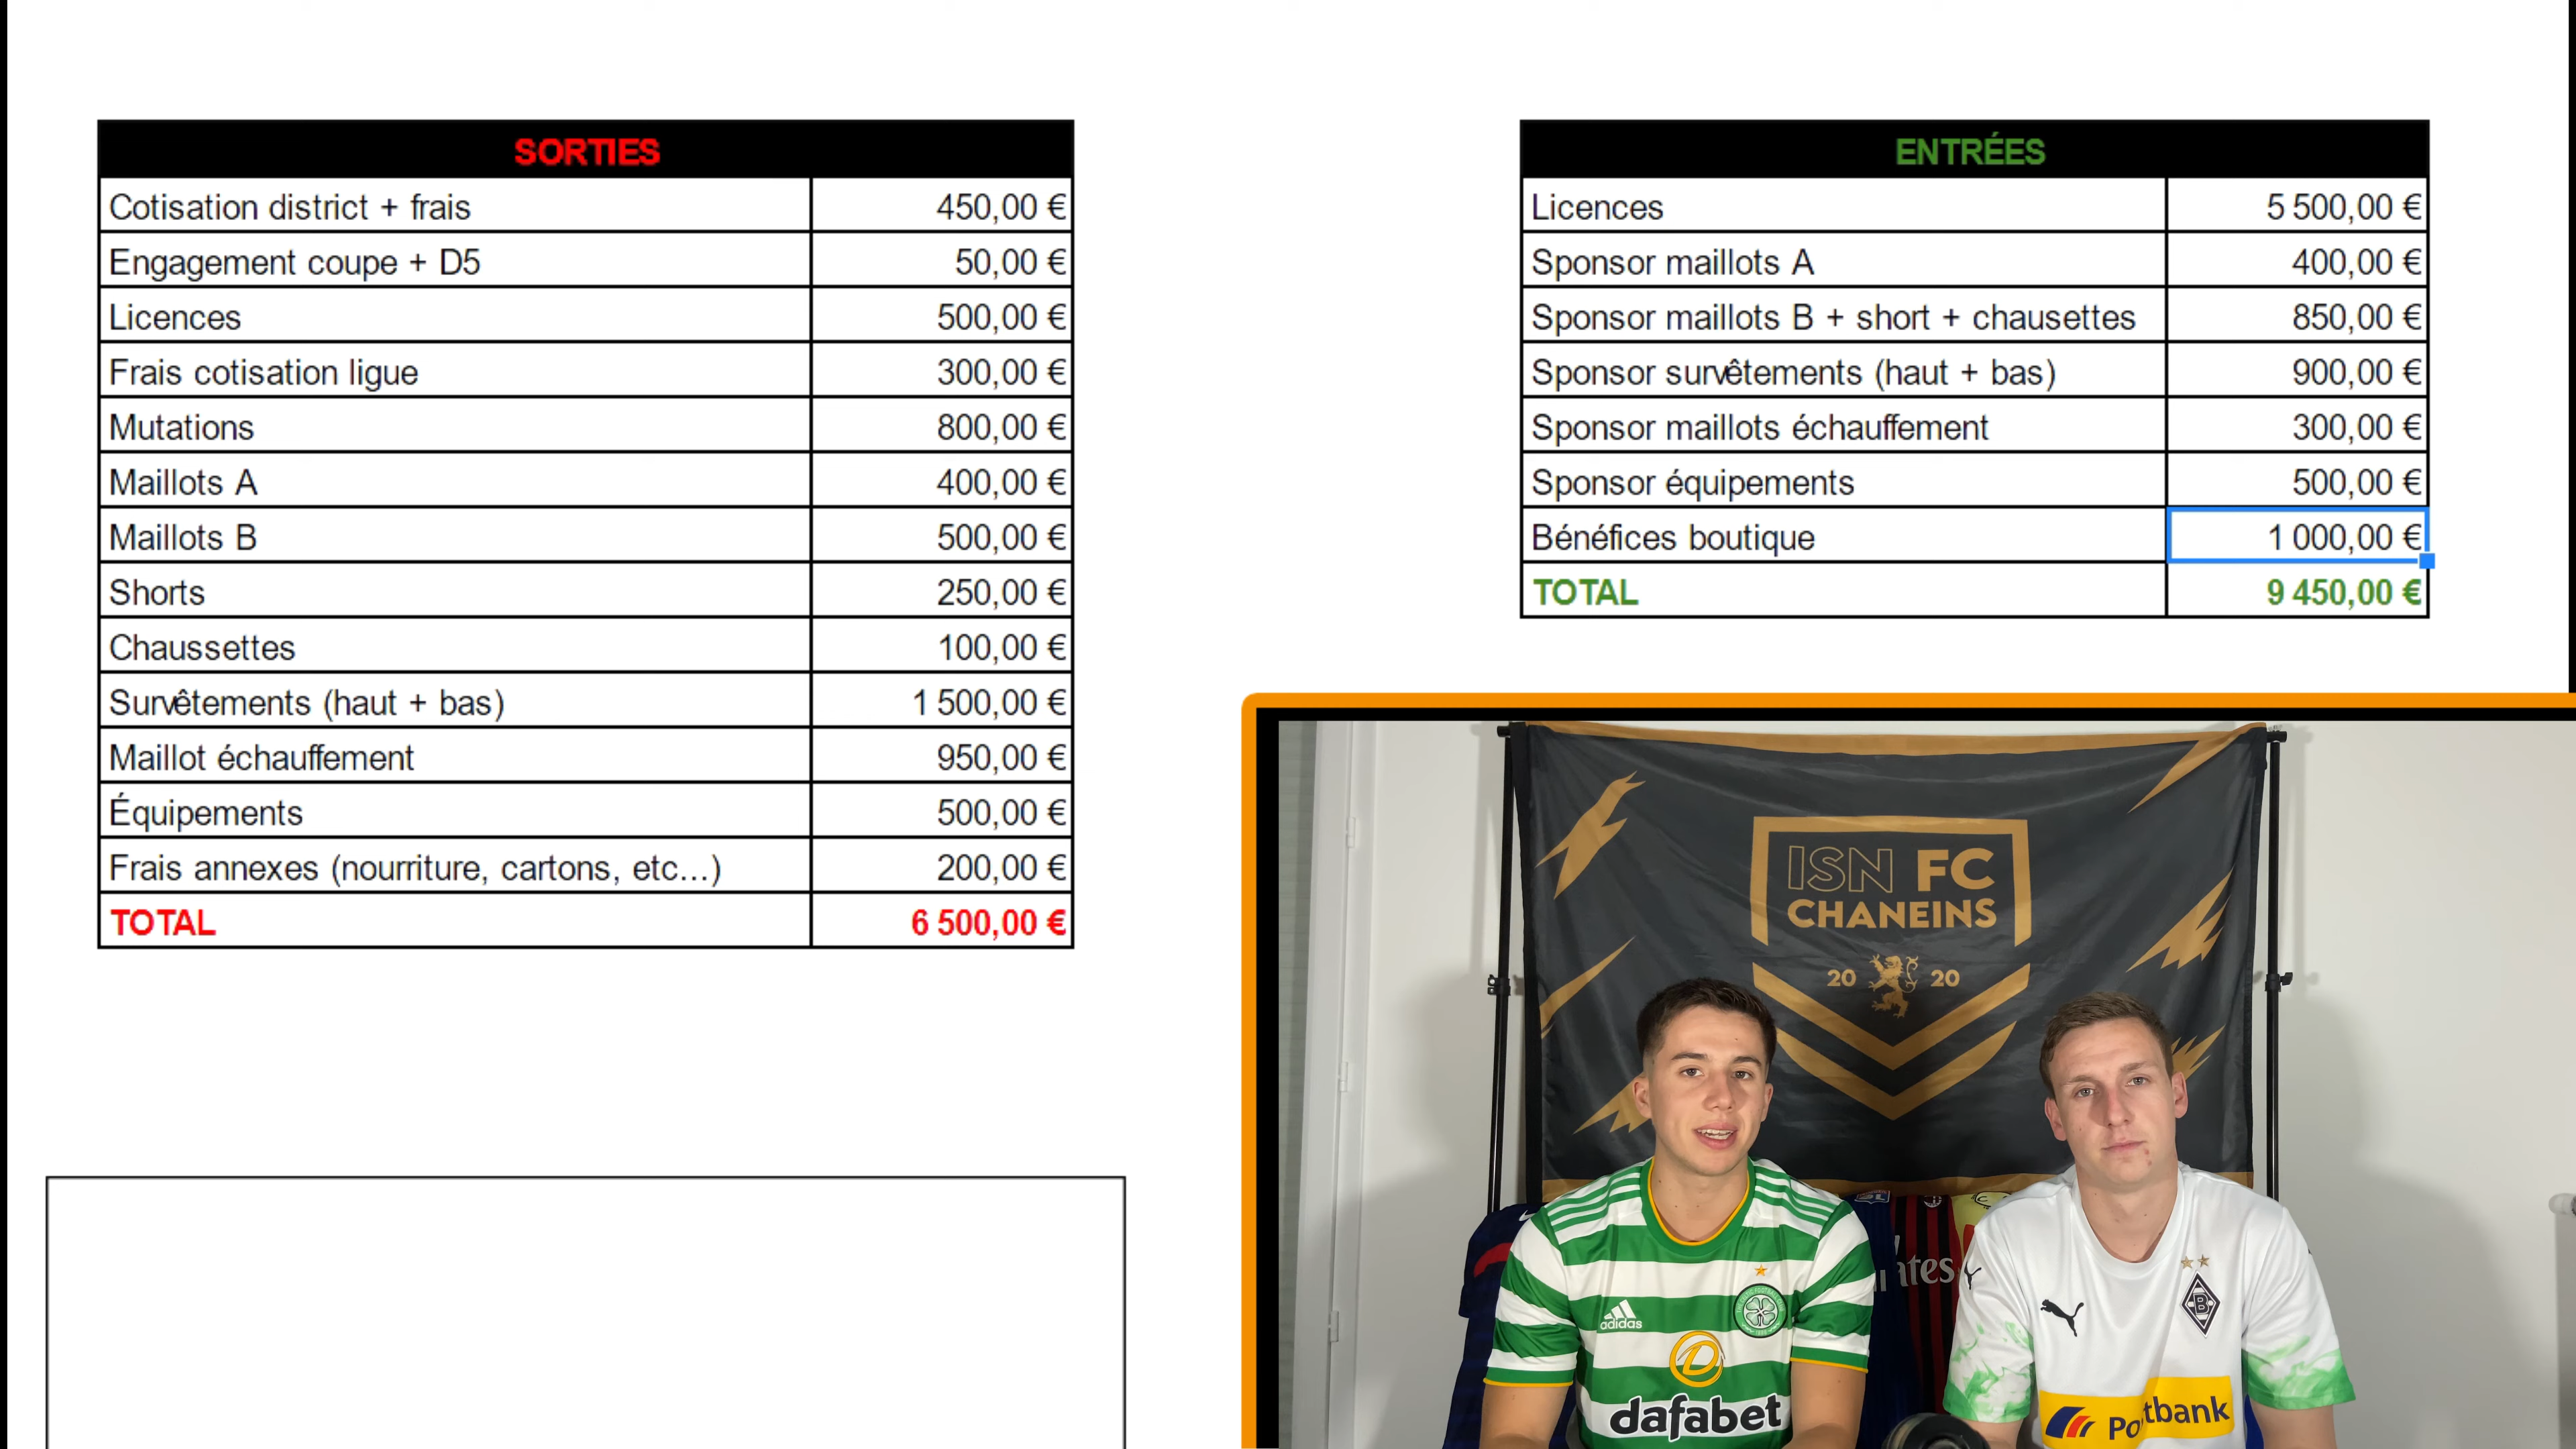 SORTIES
Cotisation district + frais 450,00 €
Engagement coupe + D5 50,00 €
Licences 500,00 €
Frais cotisation ligue 300,00 €
Mutations 800,00 €
Maillots A 400,00 €
Maillots B 500,00 €
Shorts 250,00 €
Chaussettes 100,00 €
Survêtements (haut + bas) 1 500,00 €
Maillot échauffement 950,00 €
Équipements 500,00 €
Frais annexes (nourriture, cartons, etc...) 200,00 €
TOTAL 6 500,00 €
ENTRÉES
Licences 5 500,00 €
Sponsor maillots A 400,00 €
Sponsor maillots B + short + chausettes 850,00 €
Sponsor survêtements (haut + bas) 900,00 €
Sponsor maillots échauffement 300,00 €
Sponsor équipements 500,00 €
Bénéfices boutique 1 000,00 €
TOTAL 9 450,00 €
ISN FC
CHANEINS
20 20
adidas
dafabet
B